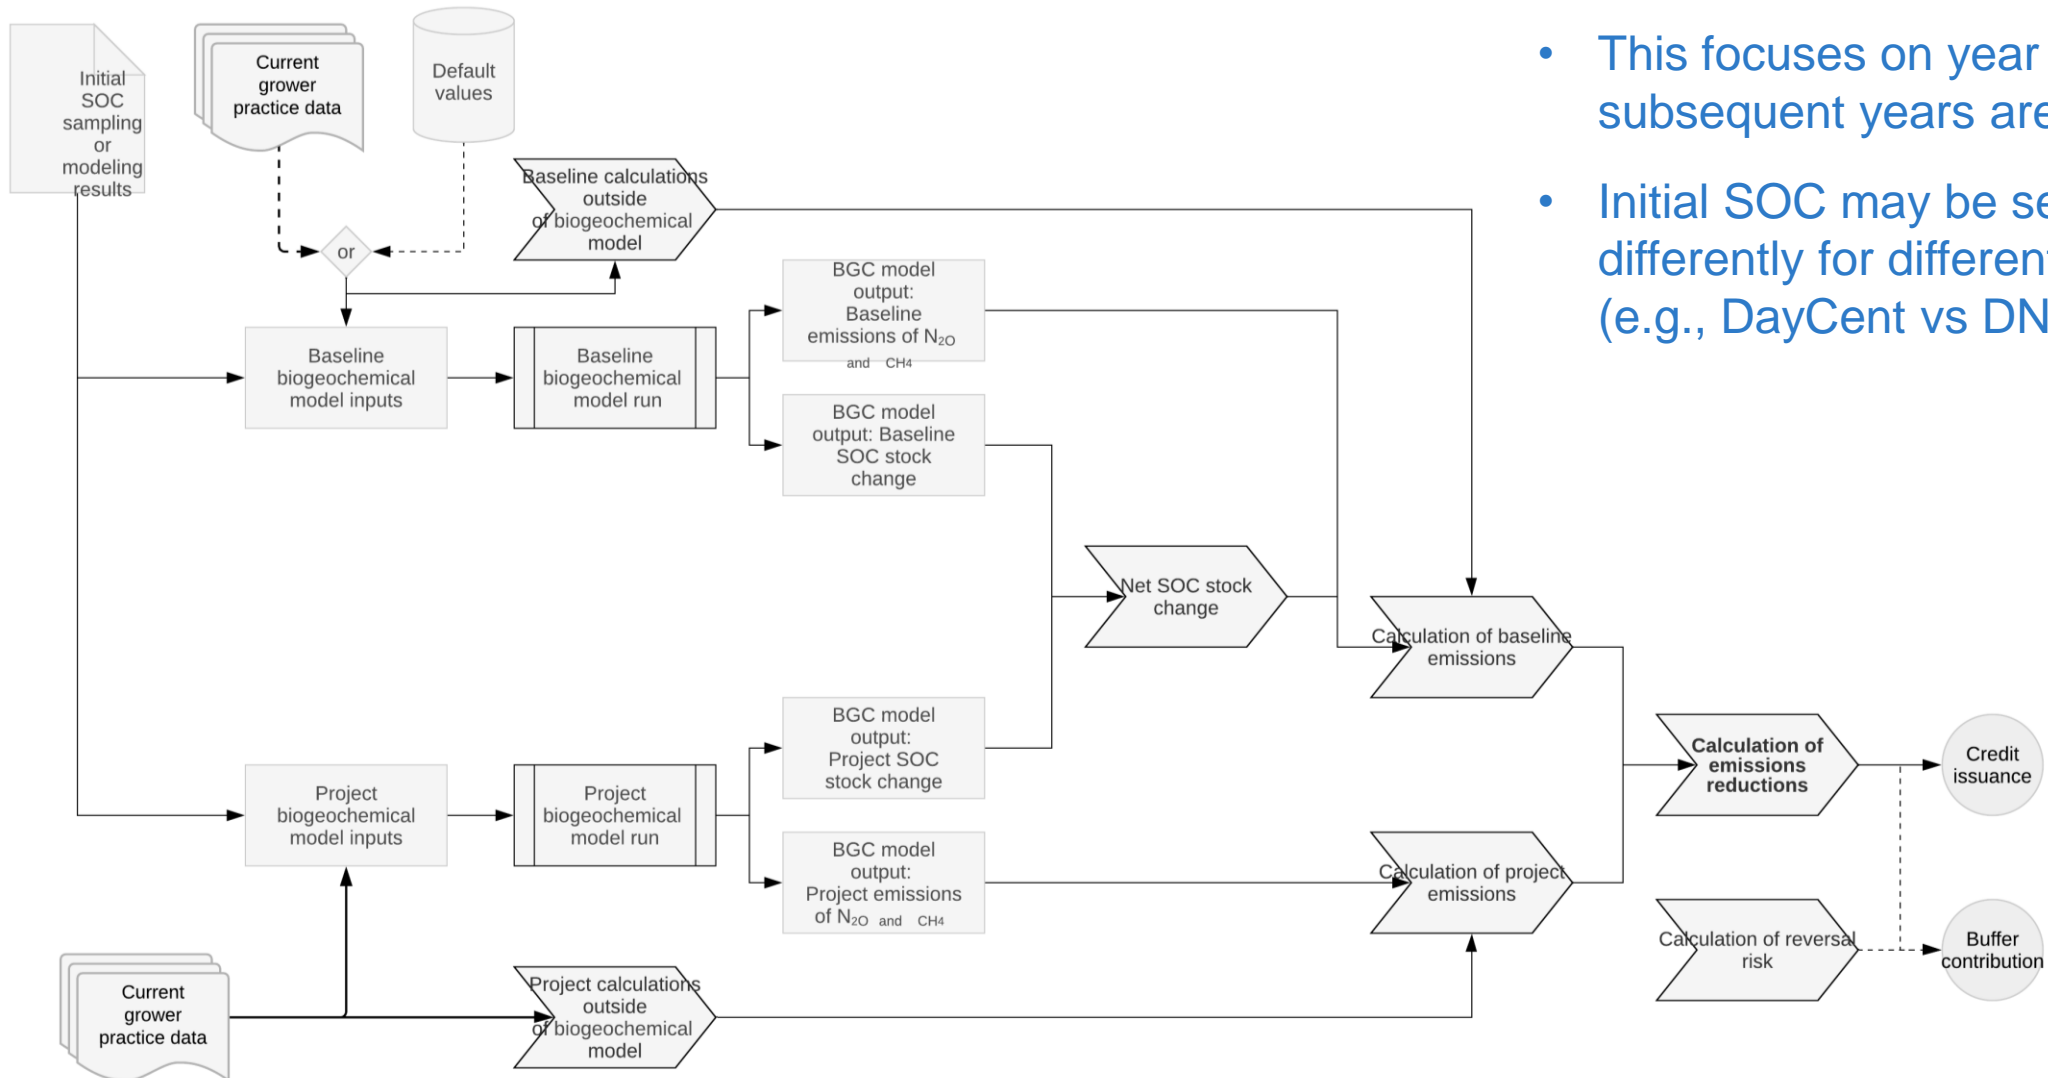 Initial
SOC
sampling
or
modeling
results
Current
grower
practice data
Default
values
or
Baseline calculations
outside
of biogeochemical
model
• This focuses on year
subsequent years are
• Initial SOC may be se
differently for different
(e.g., DayCent vs DN
Baseline
biogeochemical
model inputs
Baseline
biogeochemical
model run
BGC model
output:
Baseline
emissions of N2O
and CH4
BGC model
output: Baseline
SOC stock
change
Net SOC stock
change
Calculation of baseline
emissions
Project
biogeochemical
model inputs
Project
biogeochemical
model run
BGC model
output:
Project SOC
stock change
BGC model
output:
Project emissions
of N2O and CH4
Calculation of project
emissions
Calculation of
emissions
reductions
Credit
issuance
Calculation of reversal
risk
Buffer
contribution
Current
grower
practice data
Project calculations
outside
of biogeochemical
model